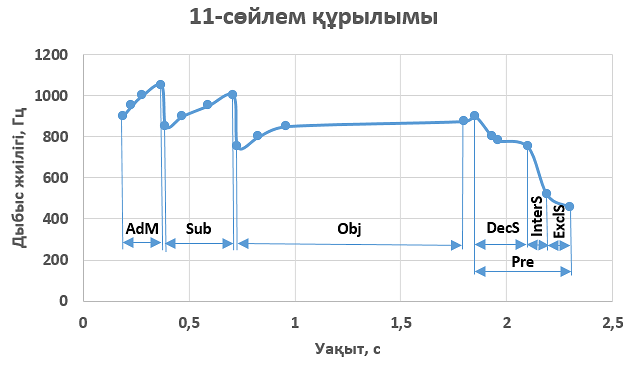 11-сөйлем құрылымы
Дыбыс жиілігі, Гц
1200
1000
800
600
400
200
0
AdM
Sub
Obj
DecS
InterS
ExclS
Pre
0
0,5
1
1,5
2
2,5
Уақыт, с